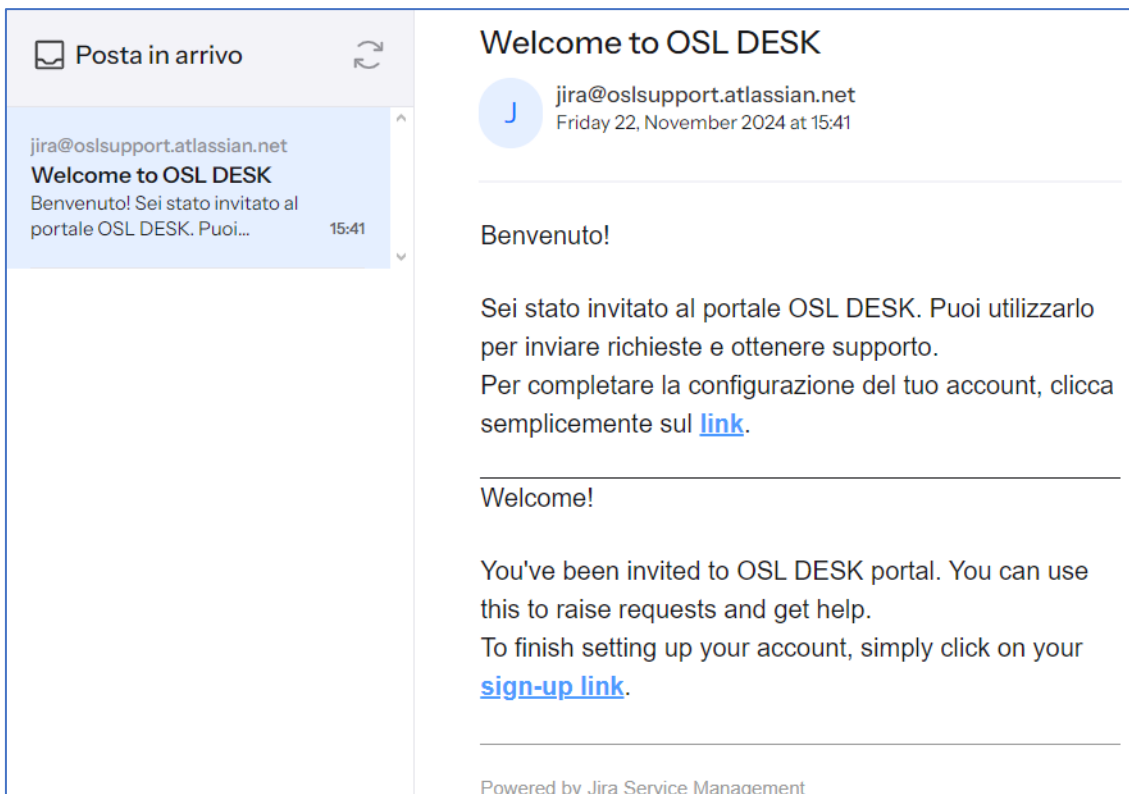 Posta in arrivo
jira@oslsupport.atlassian.net
Welcome to OSL DESK
Benvenuto! Sei stato invitato al
portale OSL DESK. Puoi...
15:41
Welcome to OSL DESK
J
jira@oslsupport.atlassian.net
Friday 22, November 2024 at 15:41
Benvenuto!
Sei stato invitato al portale OSL DESK. Puoi utilizzarlo
per inviare richieste e ottenere supporto.
Per completare la configurazione del tuo account, clicca
semplicemente sul link.
Welcome!
You've been invited to OSL DESK portal. You can use
this to raise requests and get help.
To finish setting up your account, simply click on your
sign-up link.
Powered by Jira Service Management